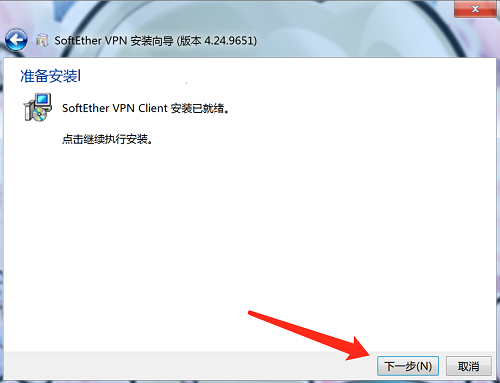 SoftEther VPN 安装向导 (版本 4.24.9651)
准备安装!
SoftEther VPN Client 安装已就绪。
点击继续执行安装。
下一步(N)
取消